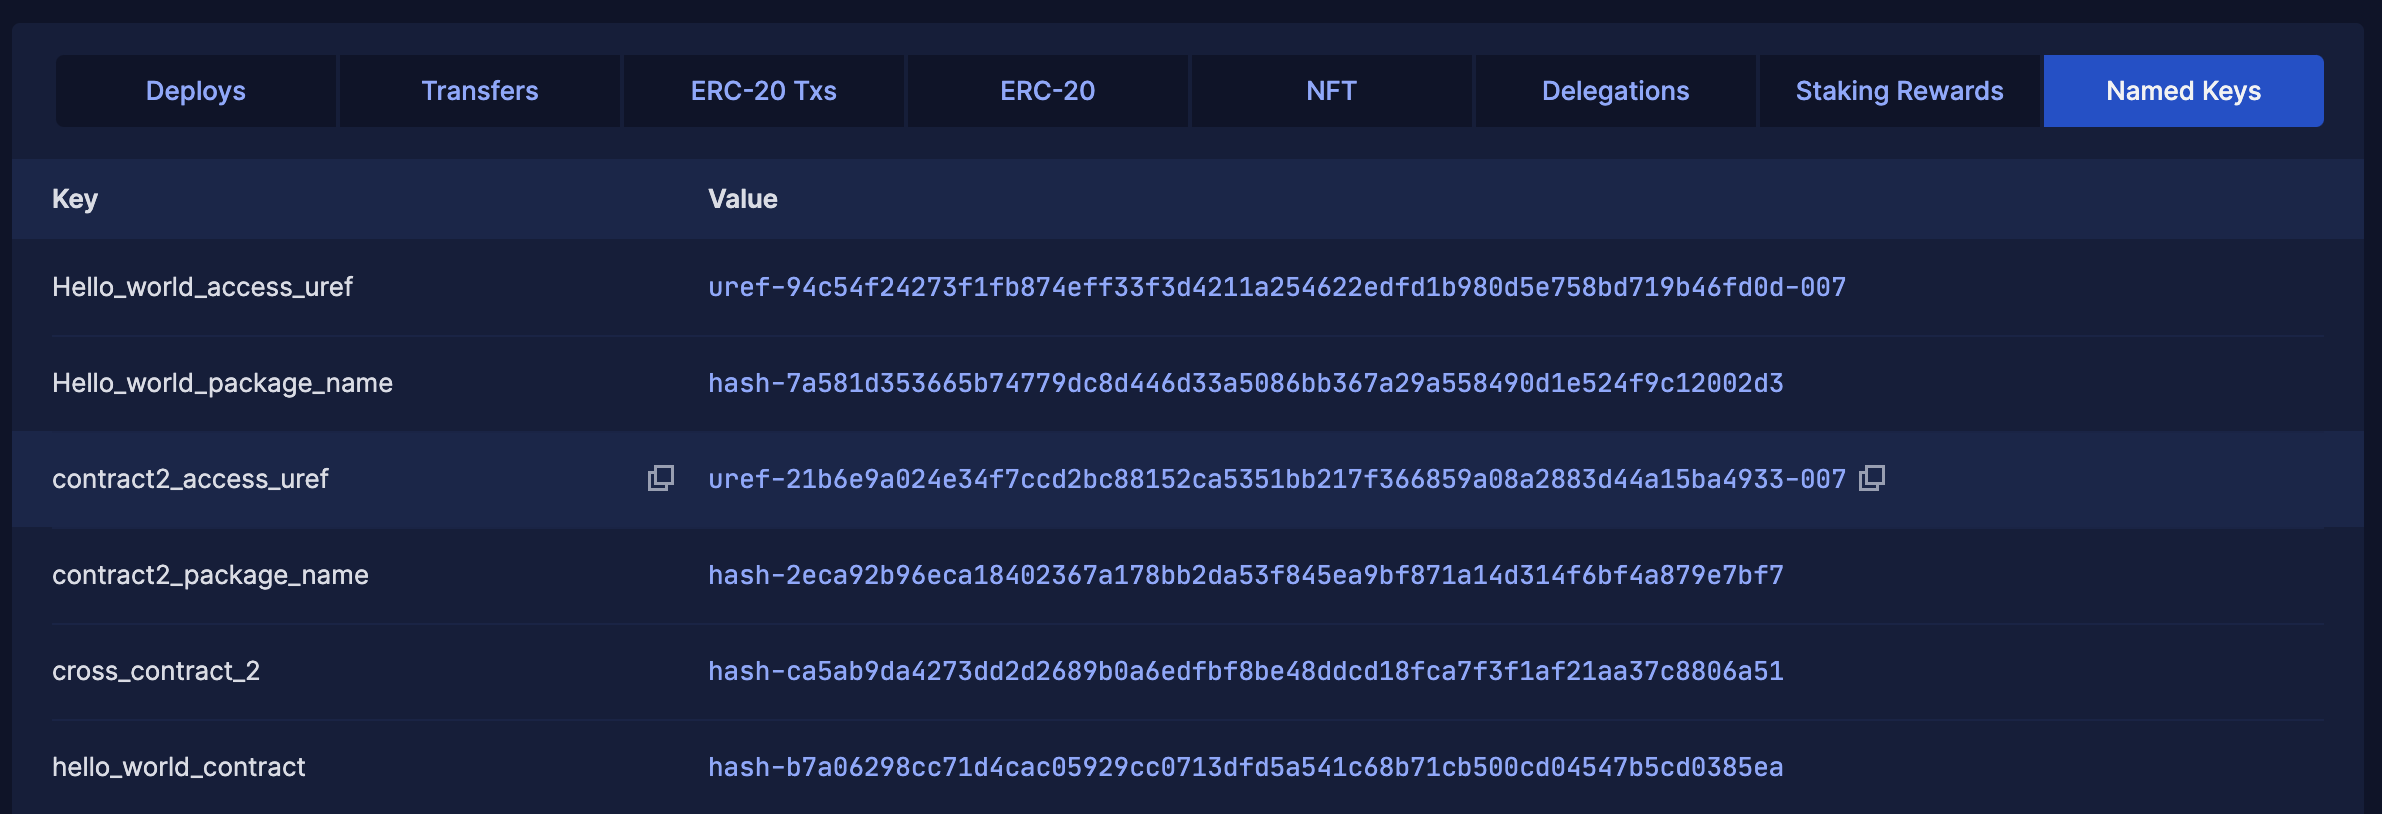 Deploys Transfers ERC-20 Txs ERC-20 NFT Delegations Staking Rewards Named Keys
Key Value
Hello_world_access_uref uref-94c54f24273f1fb874eff33f3d4211a254622edfd1b980d5e758bd719b46fd0d-007
Hello_world_package_name hash-7a581d353665b74779dc8d446d33a5086bb367a29a558490d1e524f9c12002d3
contract2_access_uref uref-21b6e9a024e34f7ccd2bc88152ca5351bb217f366859a08a2883d44a15ba4933-007
contract2_package_name hash-2eca92b96eca18402367a178bb2da53f845ea9bf871a14d314f6bf4a879e7bf7
cross_contract_2 hash-ca5ab9da4273dd2d2689b0a6edfbf8be48ddcd18fca7f3f1af21aa37c8806a51
hello_world_contract hash-b7a06298cc71d4cac05929cc0713dfd5a541c68b71cb500cd04547b5cd0385ea